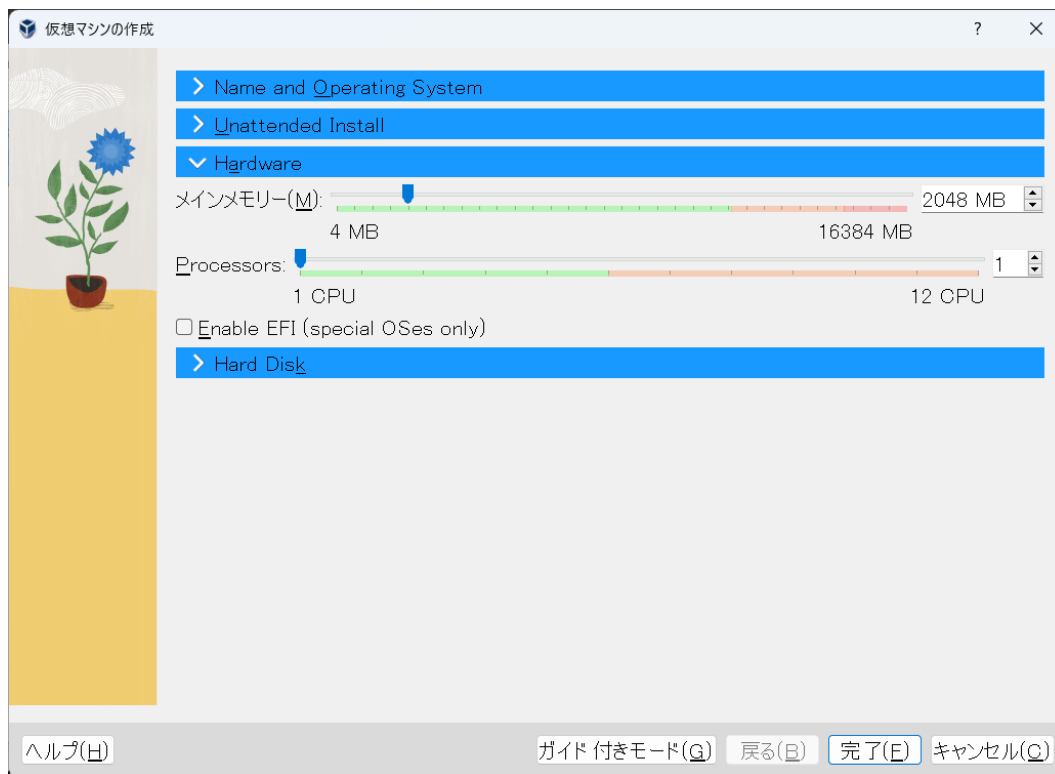 仮想マシンの作成 ? ×
Name and Operating System
Unattended Install
Hardware
メインメモリー(M): 2048 MB
4 MB 16384 MB
Processors: 1
1 CPU 12 CPU
Enable EFI (special OSes only)
Hard Disk
ヘルプ(H) ガイド付きモード(G) 戻る(B) 完了(F) キャンセル(C)